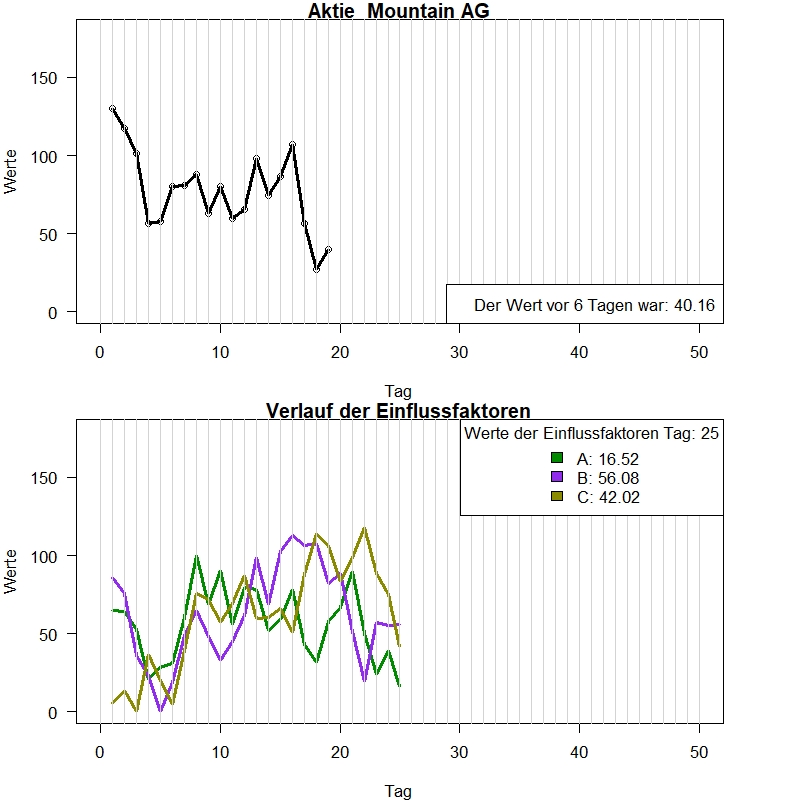 Aktie  Mountain AG
Werte
150
100
50
0
Der Wert vor 6 Tagen war: 40.16
0 10 20 30 40 50
Tag
Verlauf der Einflussfaktoren
Werte
150
100
50
0
Werte der Einflussfaktoren Tag: 25
A: 16.52
B: 56.08
C: 42.02
0 10 20 30 40 50
Tag